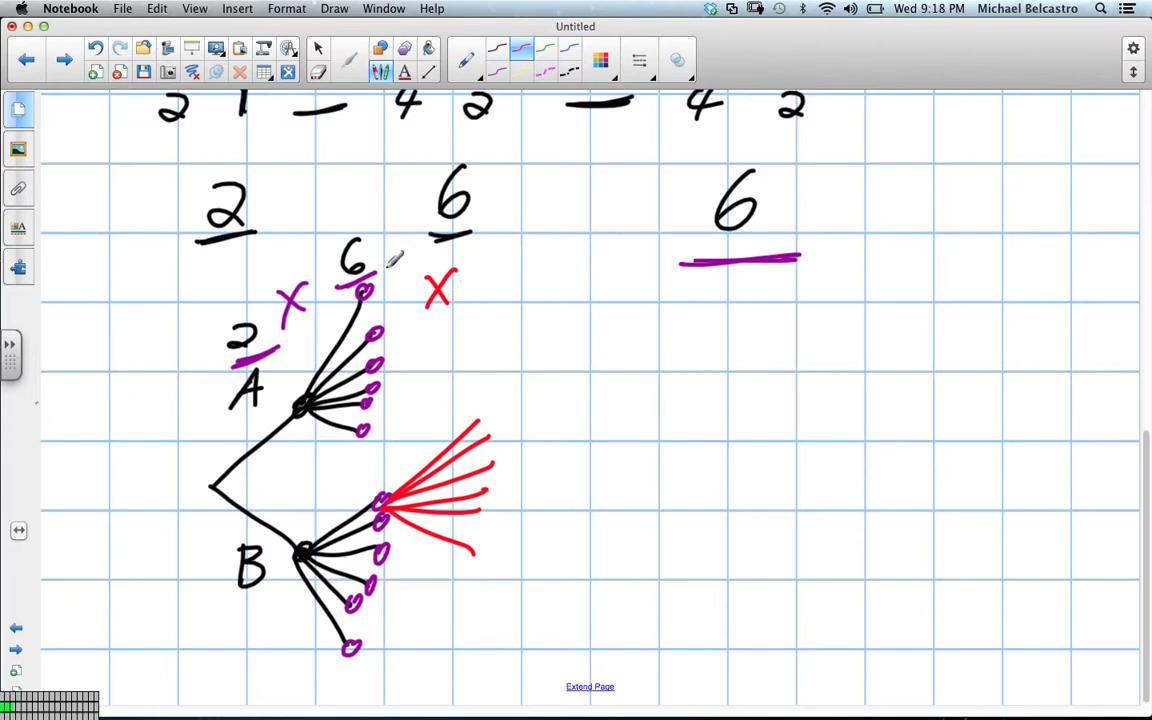 Notebook File Edit View Insert Format Draw Window Help Wed 9:18 PM Michael Belcastro
Untitled
A
A
2 1 — 4 2 — 4 2
2 6 6
6
X X
2
A
B
Extend Page